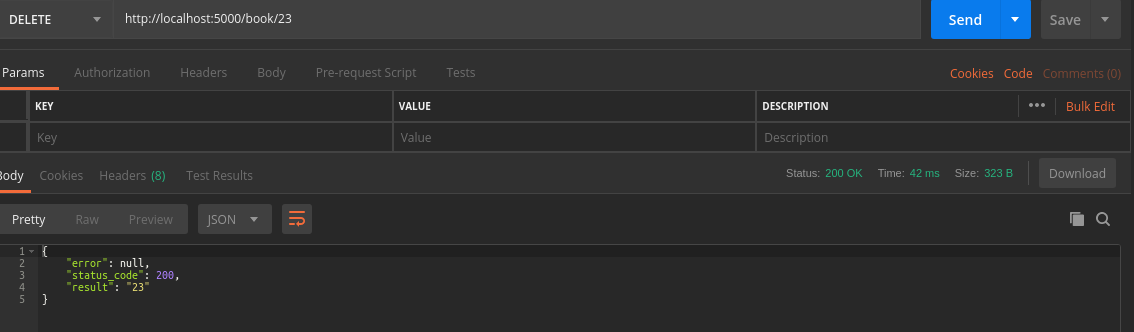 DELETE http://localhost:5000/book/23 Send Save
Params Authorization Headers Body Pre-request Script Tests Cookies Code Comments (0)
KEY VALUE DESCRIPTION ••• Bulk Edit
Key Value Description
Body Cookies Headers (8) Test Results Status: 200 OK Time: 42 ms Size: 323 B Download
Pretty Raw Preview JSON
1 {
2 "error": null,
3 "status_code": 200,
4 "result": "23"
5 }